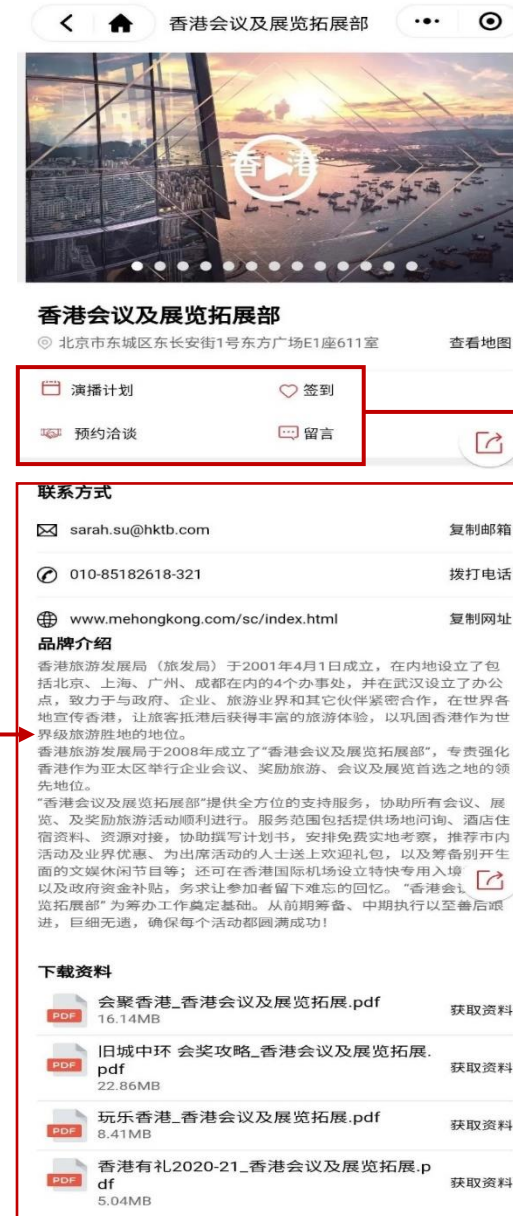 香港会议及展览拓展部
香港
香港会议及展览拓展部
北京市东城区东长安街1号东方广场E1座611室 查看地图
演播计划 签到
预约洽谈 留言
联系方式
sarah.su@hktb.com 复制邮箱
010-85182618-321 拨打电话
www.mehongkong.com/sc/index.html 复制网址
品牌介绍
香港旅游发展局（旅发局）于2001年4月1日成立，在内地设立了包
括北京、上海、广州、成都在内的4个办事处，并在武汉设立了办公
点，致力于与政府、企业、旅游业界和其它伙伴紧密合作，在世界各
地宣传香港，让旅客抵港后获得丰富的旅游体验，以巩固香港作为世
界级旅游胜地的地位。
香港旅游发展局于2008年成立了“香港会议及展览拓展部”，专责强化
香港作为亚太区举行企业会议、奖励旅游、会议及展览首选之地的领
先地位。
“香港会议及展览拓展部”提供全方位的支持服务，协助所有会议、展
览、及奖励旅游活动顺利进行。服务范围包括提供场地问询、酒店住
宿资料、资源对接，协助撰写计划书，安排免费实地考察，推荐市内
活动及业界优惠、为出席活动的人士送上欢迎礼包，以及筹备别开生
面的文娱休闲节目等；还可在香港国际机场设立特快专用入境
以及政府资金补贴，务求让参加者留下难忘的回忆。“香港会
览拓展部”为筹办工作奠定基础。从前期筹备、中期执行以至善后跟
进，巨细无遗，确保每个活动都圆满成功！
下载资料
PDF 会聚香港_香港会议及展览拓展.pdf 获取资料
16.14MB
PDF 旧城中环 会奖攻略_香港会议及展览拓展.
pdf 获取资料
22.86MB
PDF 玩乐香港_香港会议及展览拓展.pdf 获取资料
8.41MB
PDF 香港有礼2020-21_香港会议及展览拓展.p
df 获取资料
5.04MB